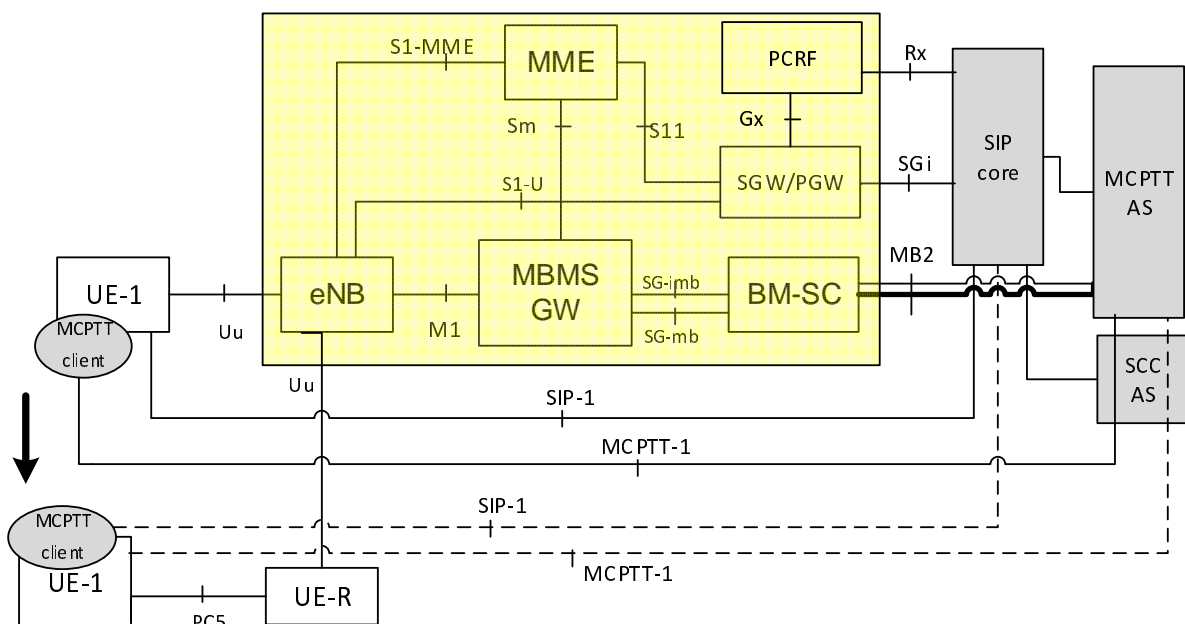 S1-MME
MME
PCRF
Rx
Sm
S11
Gx
SIP
core
MCPTT
AS
S1-U
SGW/PGW
SGi
MB2
UE-1
Uu
eNB
M1
MBMS
GW
SG-imb
SG-mb
BM-SC
MCPTT
client
Uu
SCC
AS
SIP-1
MCPTT-1
SIP-1
MCPTT
client
UE-1
MCPTT-1
UE-R
PC5